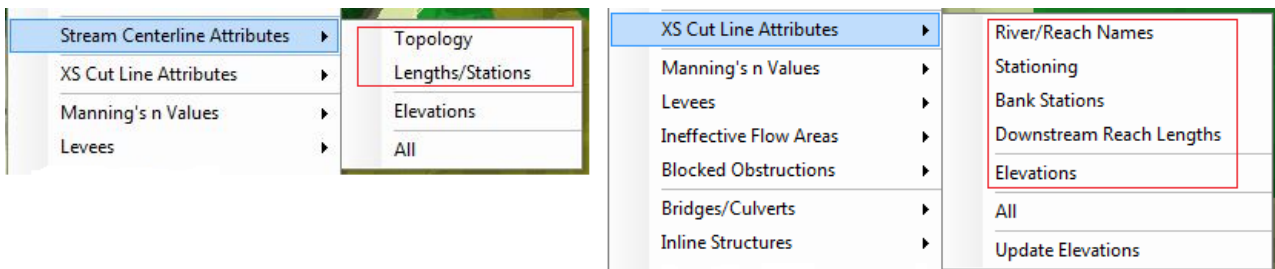 Stream Centerline Attributes
XS Cut Line Attributes
Manning's n Values
Levees
Topology
Lengths/Stations
Elevations
All
XS Cut Line Attributes
Manning's n Values
Levees
Ineffective Flow Areas
Blocked Obstructions
Bridges/Culverts
Inline Structures
River/Reach Names
Stationing
Bank Stations
Downstream Reach Lengths
Elevations
All
Update Elevations